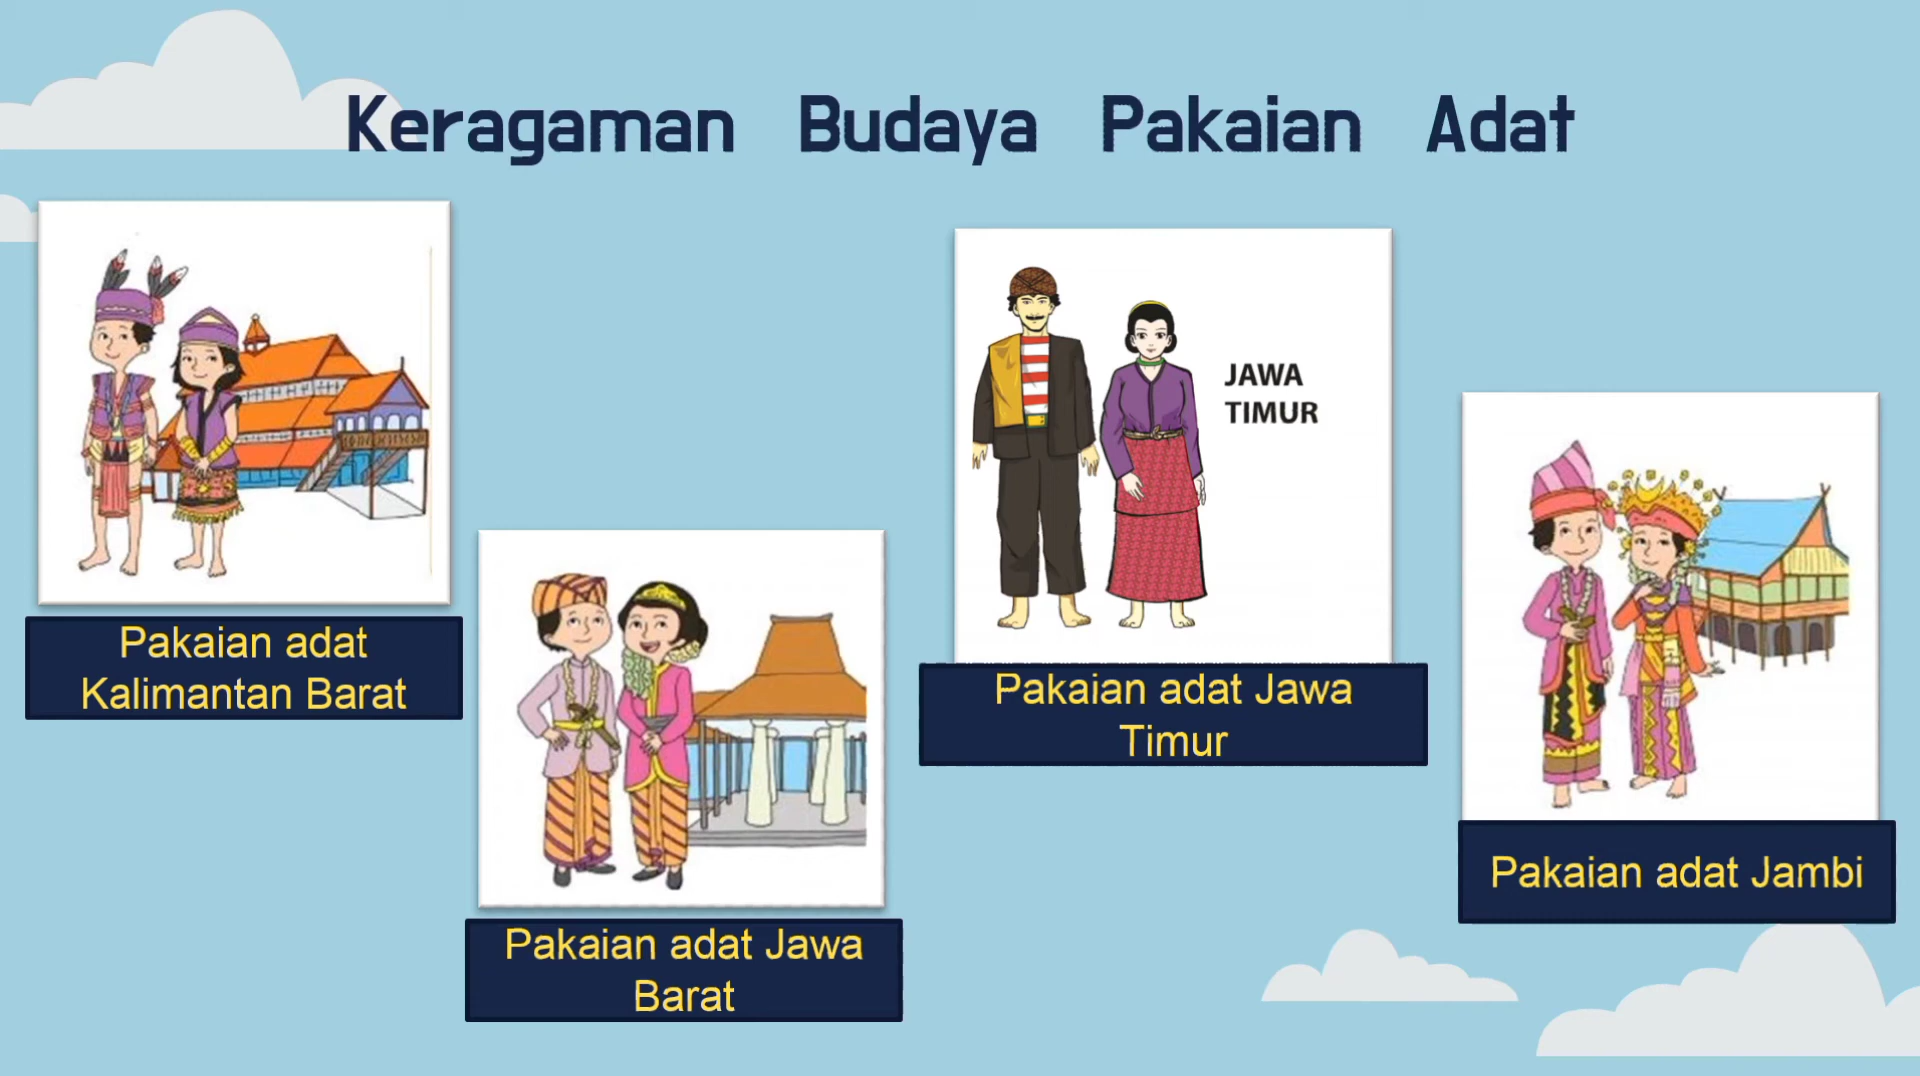 Keragaman Budaya Pakaian Adat
Pakaian adat
Kalimantan Barat
Pakaian adat Jawa
Barat
JAWA
TIMUR
Pakaian adat Jawa
Timur
Pakaian adat Jambi